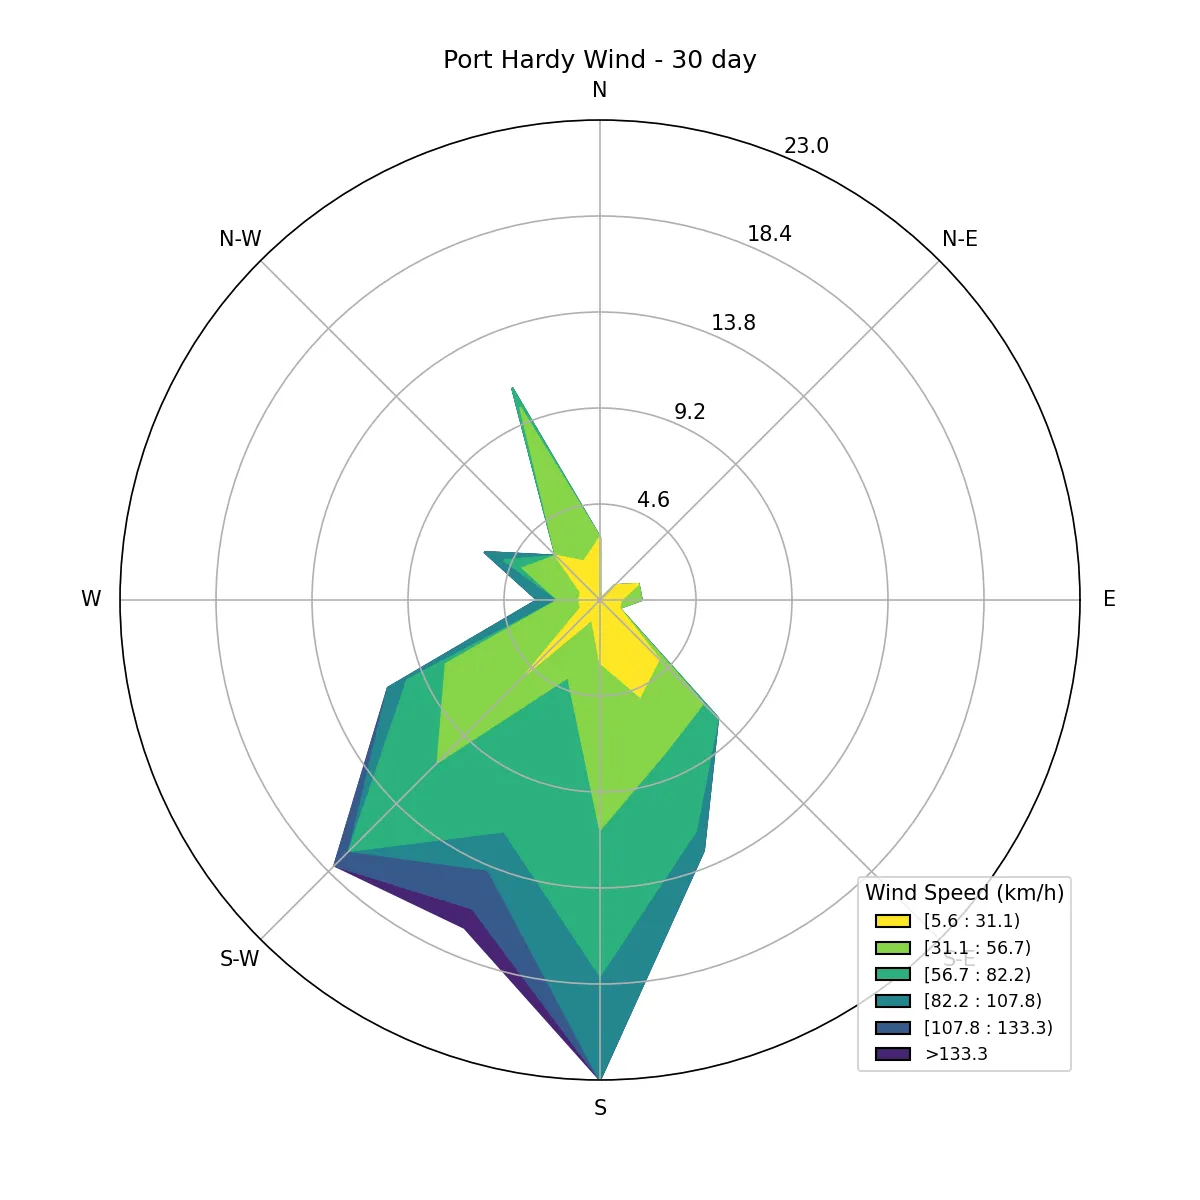 Port Hardy Wind - 30 day
N
23.0
N-W
N-E
18.4
13.8
9.2
4.6
W
E
S-W
S-E
S
Wind Speed (km/h)
[5.6 : 31.1)
[31.1 : 56.7)
[56.7 : 82.2)
[82.2 : 107.8)
[107.8 : 133.3)
>133.3